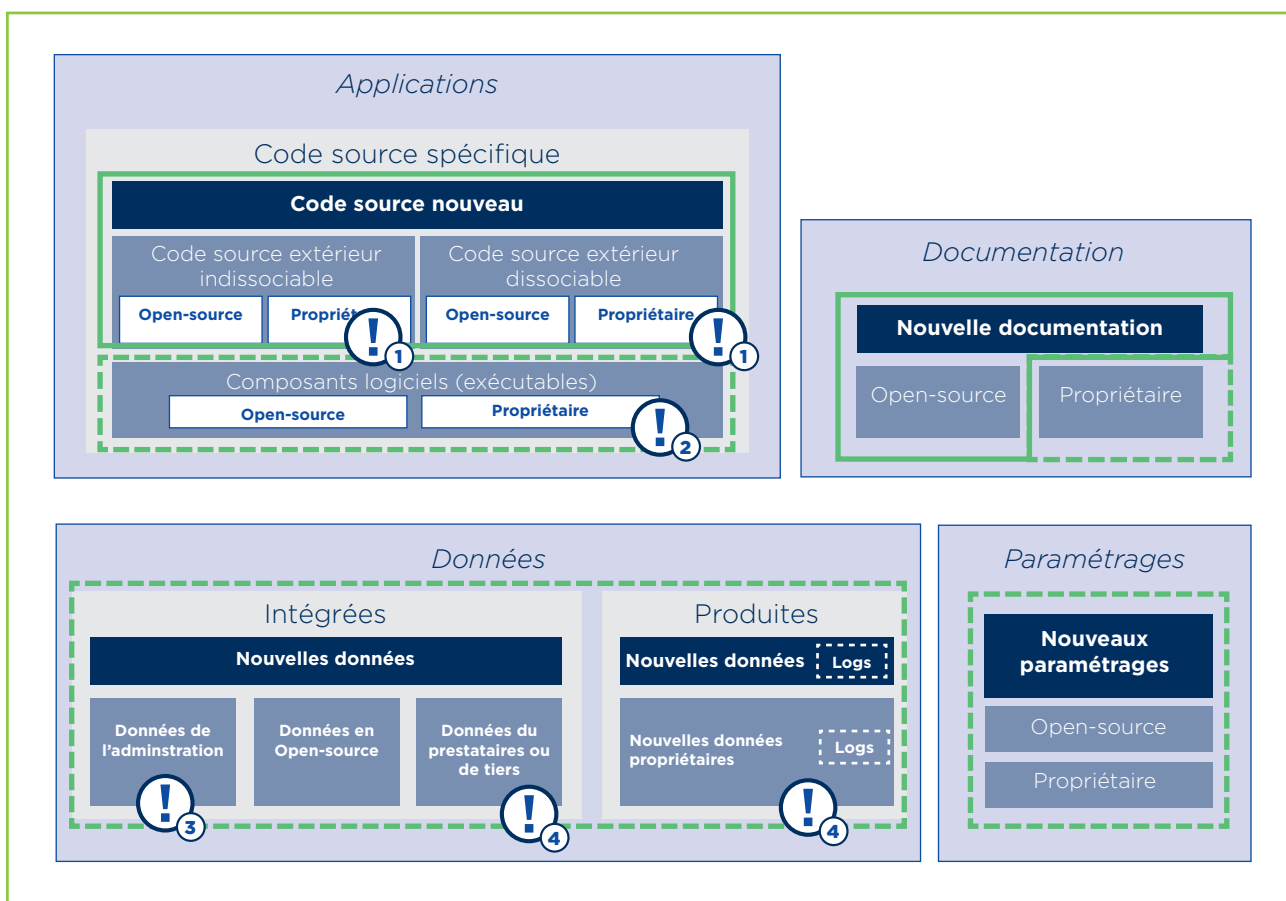 Applications
Code source spécifique
Code source nouveau
Code source extérieur
indissociable
Open-source
Propriét
! 1
Code source extérieur
dissociable
Open-source
Propriétaire
! 1
Composants logiciels (exécutables)
Open-source
Propriétaire
! 2
Documentation
Nouvelle documentation
Open-source
Propriétaire
Données
Intégrées
Nouvelles données
Données de
l'adminstration
! 3
Données en
Open-source
Données du
prestataires ou
de tiers
! 4
Produites
Nouvelles données
Logs
Nouvelles données
propriétaires
Logs
! 4
Paramétrages
Nouveaux
paramétrages
Open-source
Propriétaire